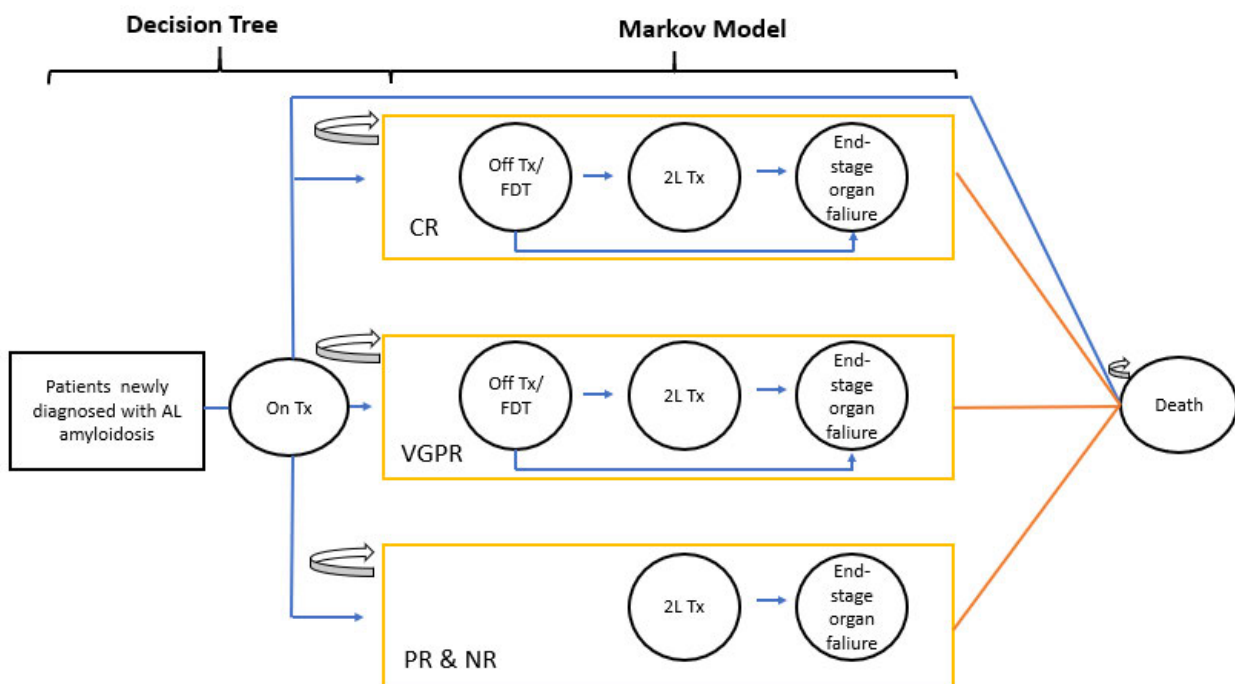 Decision Tree
Markov Model
Off Tx/
FDT
2L Tx
End-
stage
organ
faliure
CR
Patients newly
diagnosed with AL
amyloidosis
On Tx
Off Tx/
FDT
2L Tx
End-
stage
organ
faliure
VGPR
Death
2L Tx
End-
stage
organ
faliure
PR & NR